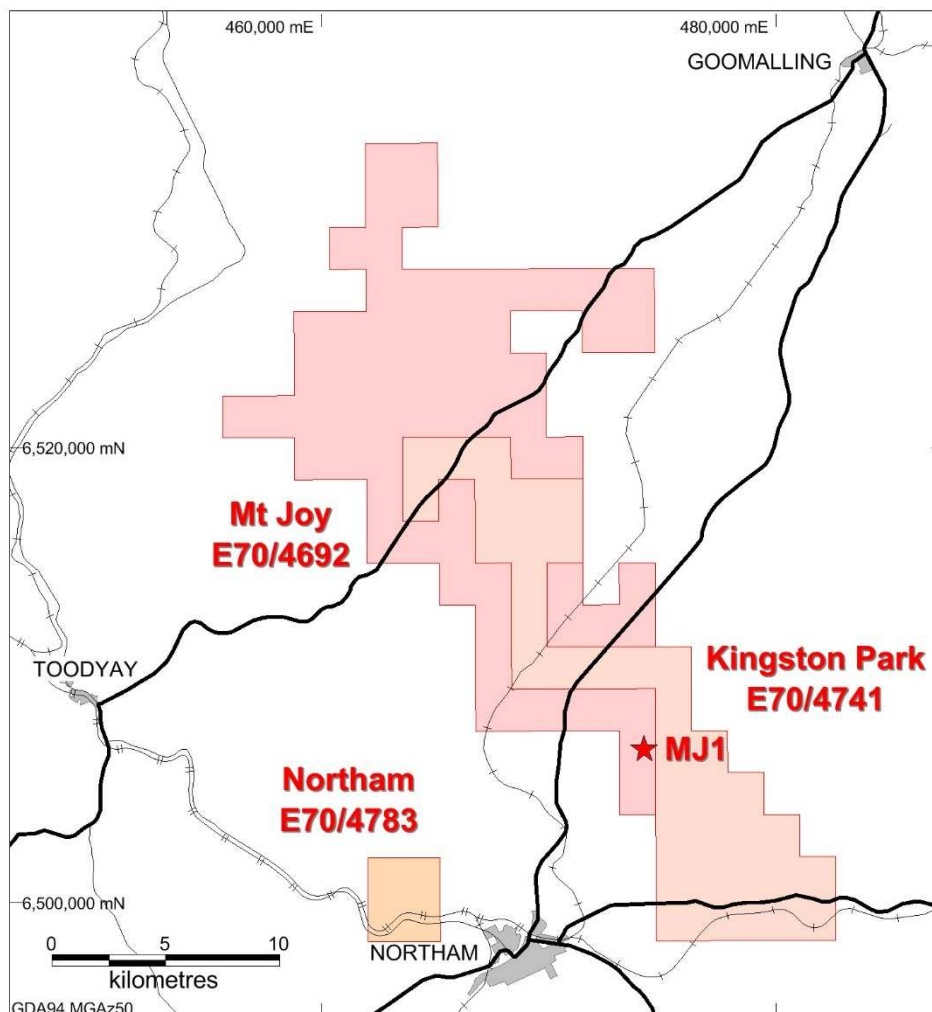 460,000 mE
480,000 mE
GOOMALLING
6,520,000 mN
Mt Joy
E70/4692
TOODYAY
Kingston Park
E70/4741
MJ1
Northam
E70/4783
6,500,000 mN
0 5 10
kilometres
NORTHAM
GDA94 MGAz50